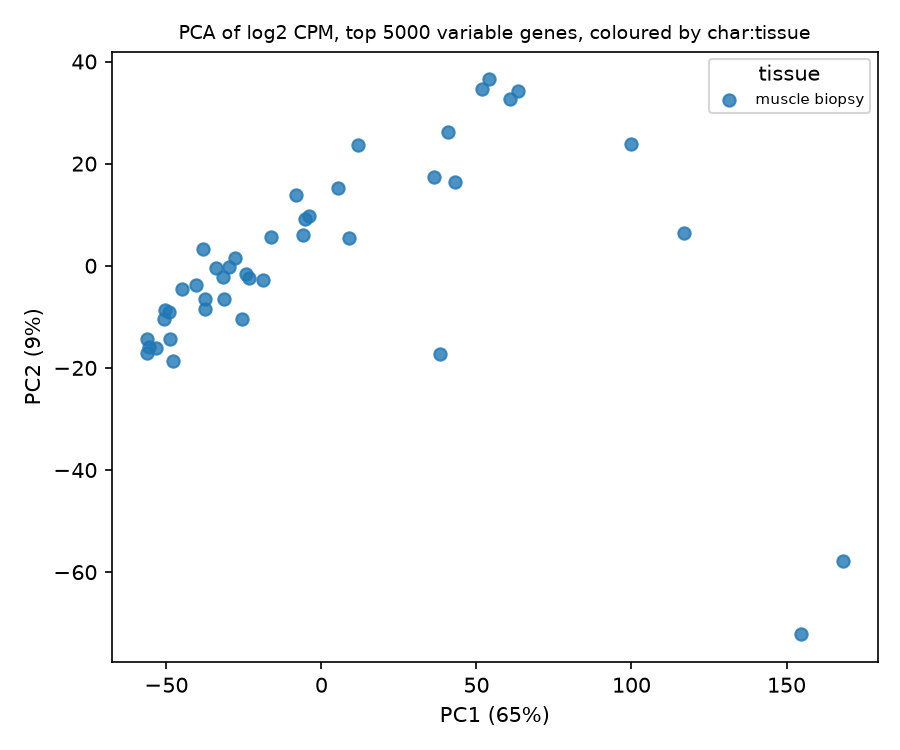 PCA of log2 CPM, top 5000 variable genes, coloured by char:tissue
tissue
muscle biopsy
40
20
0
−20
−40
−60
PC2 (9%)
−50 0 50 100 150
PC1 (65%)